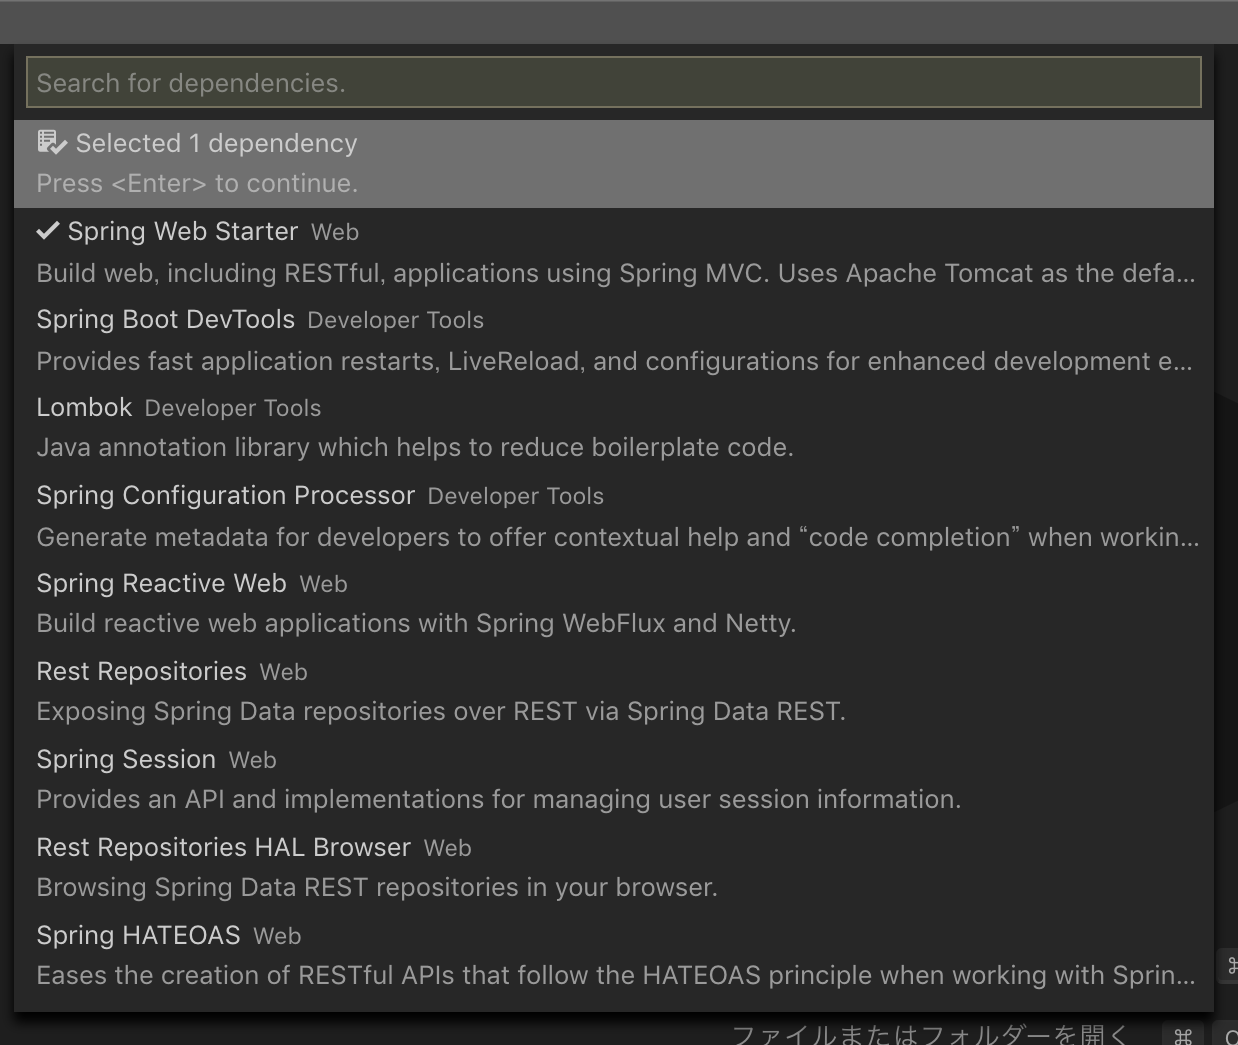 Search for dependencies.
Selected 1 dependency
Press <Enter> to continue.
Spring Web Starter Web
Build web, including RESTful, applications using Spring MVC. Uses Apache Tomcat as the defa...
Spring Boot DevTools Developer Tools
Provides fast application restarts, LiveReload, and configurations for enhanced development e...
Lombok Developer Tools
Java annotation library which helps to reduce boilerplate code.
Spring Configuration Processor Developer Tools
Generate metadata for developers to offer contextual help and “code completion” when workin...
Spring Reactive Web Web
Build reactive web applications with Spring WebFlux and Netty.
Rest Repositories Web
Exposing Spring Data repositories over REST via Spring Data REST.
Spring Session Web
Provides an API and implementations for managing user session information.
Rest Repositories HAL Browser Web
Browsing Spring Data REST repositories in your browser.
Spring HATEOAS Web
Eases the creation of RESTful APIs that follow the HATEOAS principle when working with Sprin...
⌘
ファイルまたはフォルダーを開く ⌘